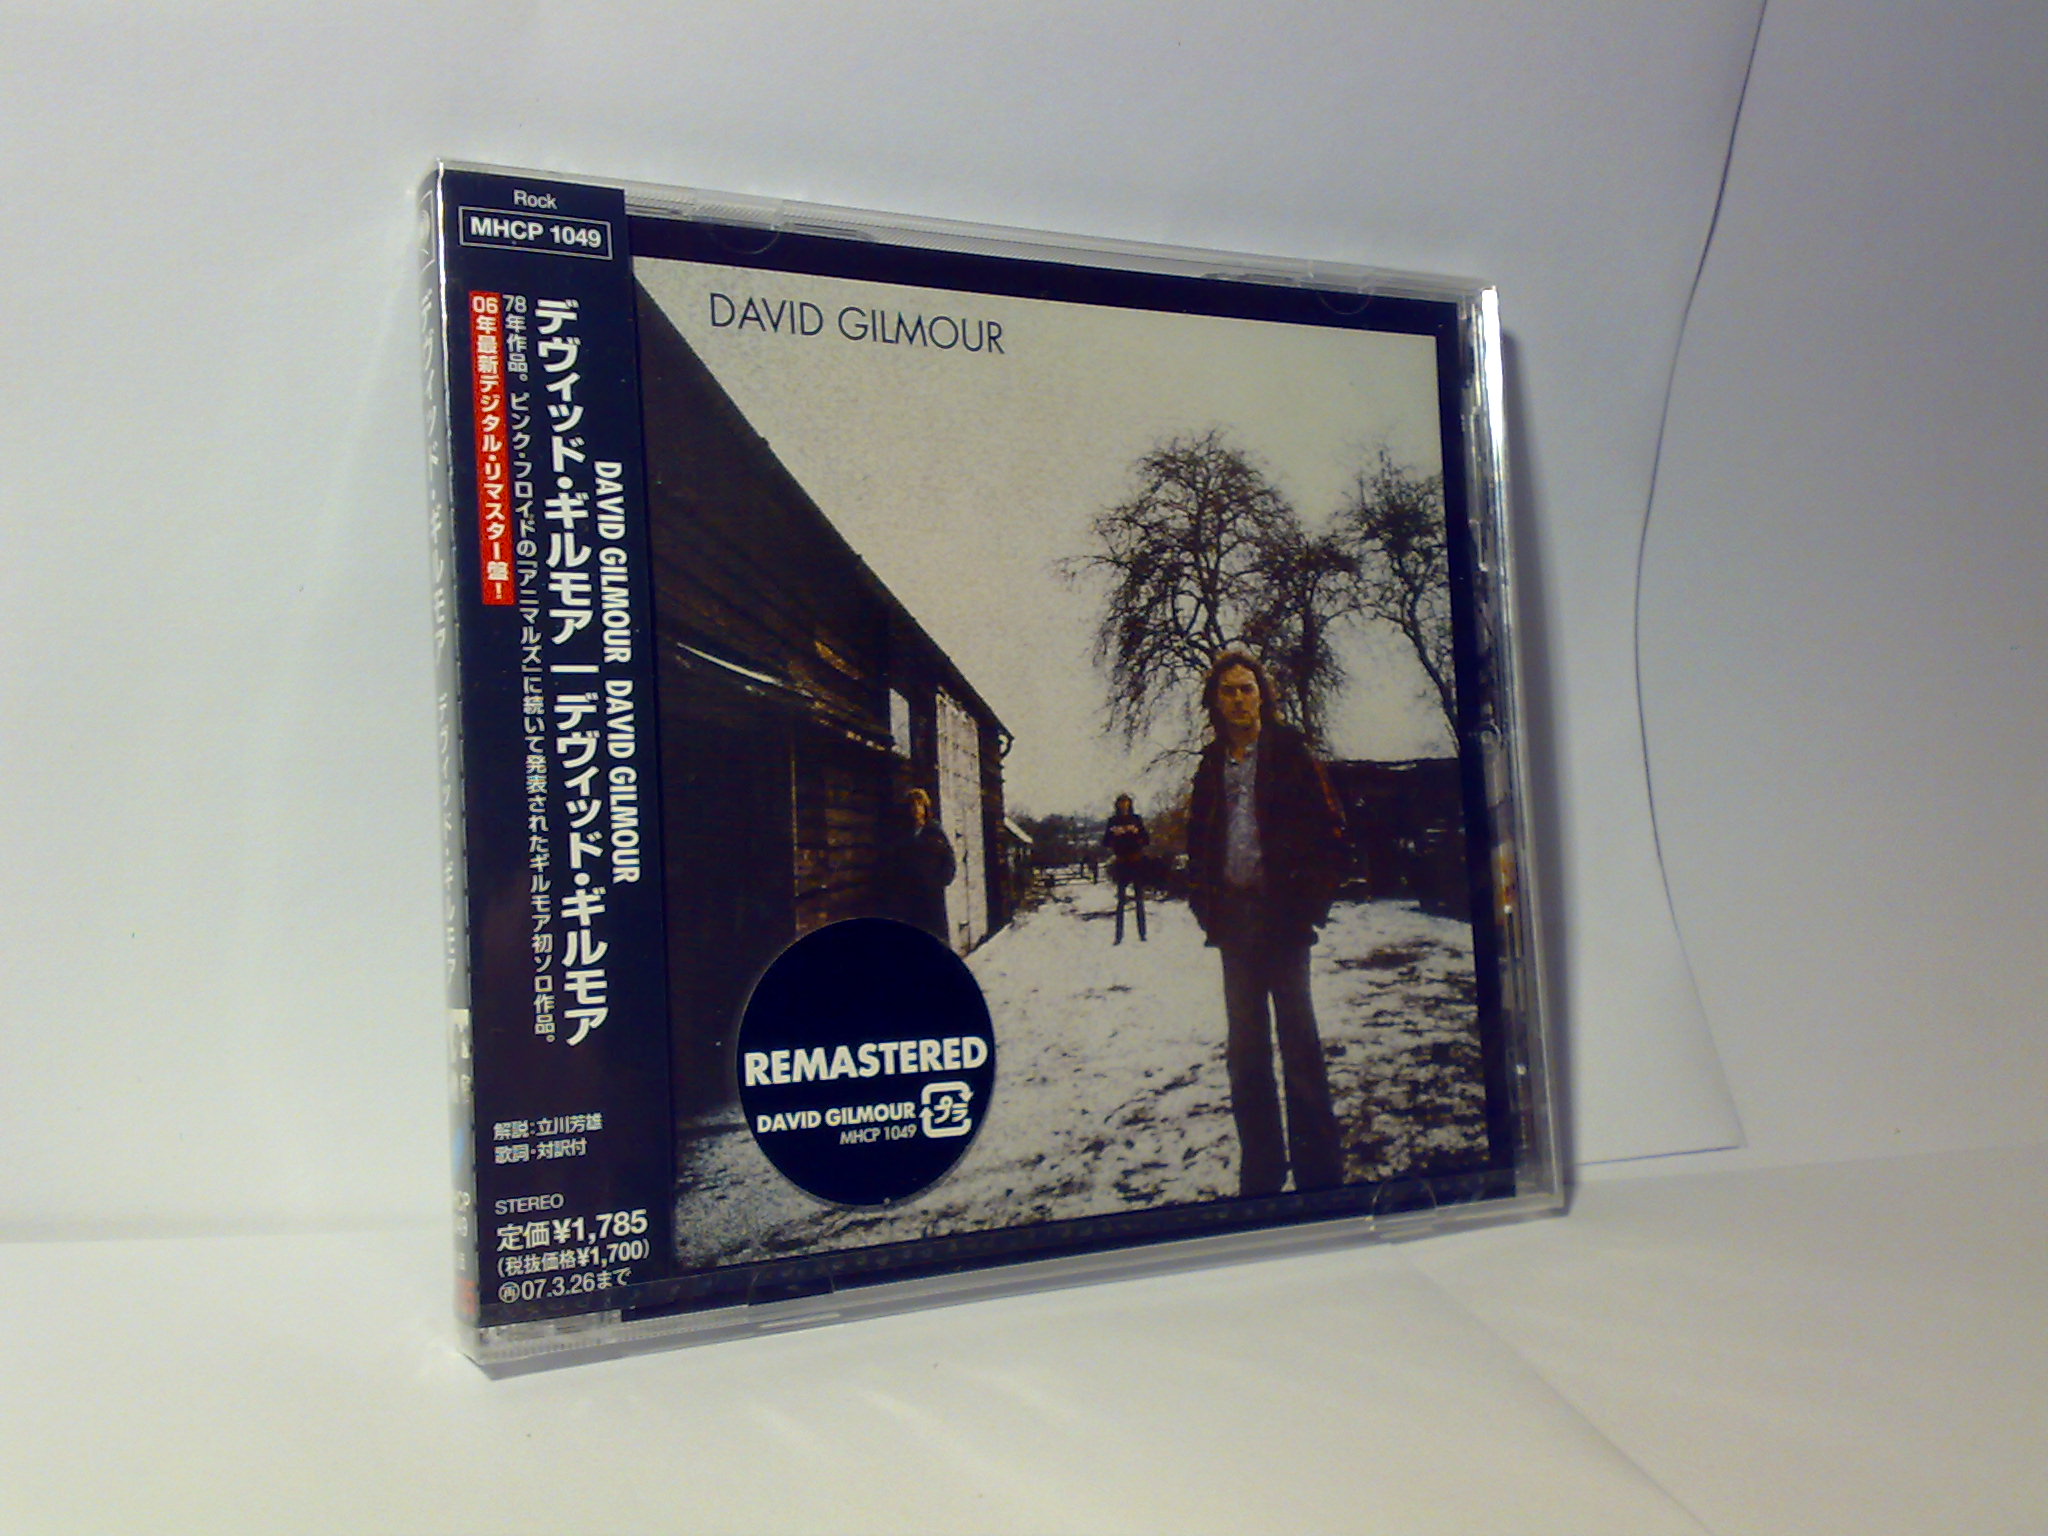 Rock
MHCP 1049
DAVID GILMOUR DAVID GILMOUR
デヴィッド・ギルモア | デヴィッド・ギルモア
78年作品。ピンク・フロイドの「アニマルズ」に続いて発表されたギルモア初ソロ作品。
06年最新デジタル・リマスター盤!
解説:立川芳雄
歌詞・対訳付
STEREO
定価¥1,785
(税抜価格¥1,700)
㋐07.3.26まで
デヴィッド・ギルモア デヴィッド・ギルモア
DAVID GILMOUR
REMASTERED
DAVID GILMOUR
プラ
MHCP 1049